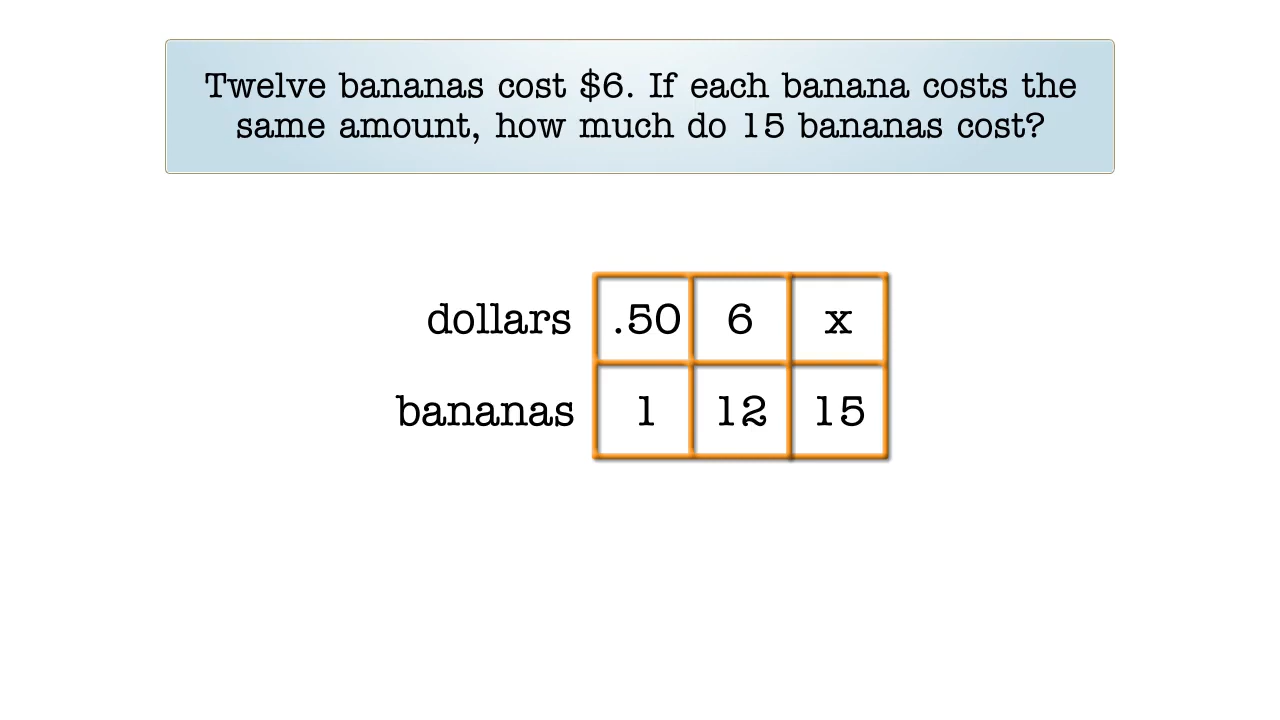 Twelve bananas cost $6. If each banana costs the
same amount, how much do 15 bananas cost?
dollars .50 6 x
bananas 1 12 15